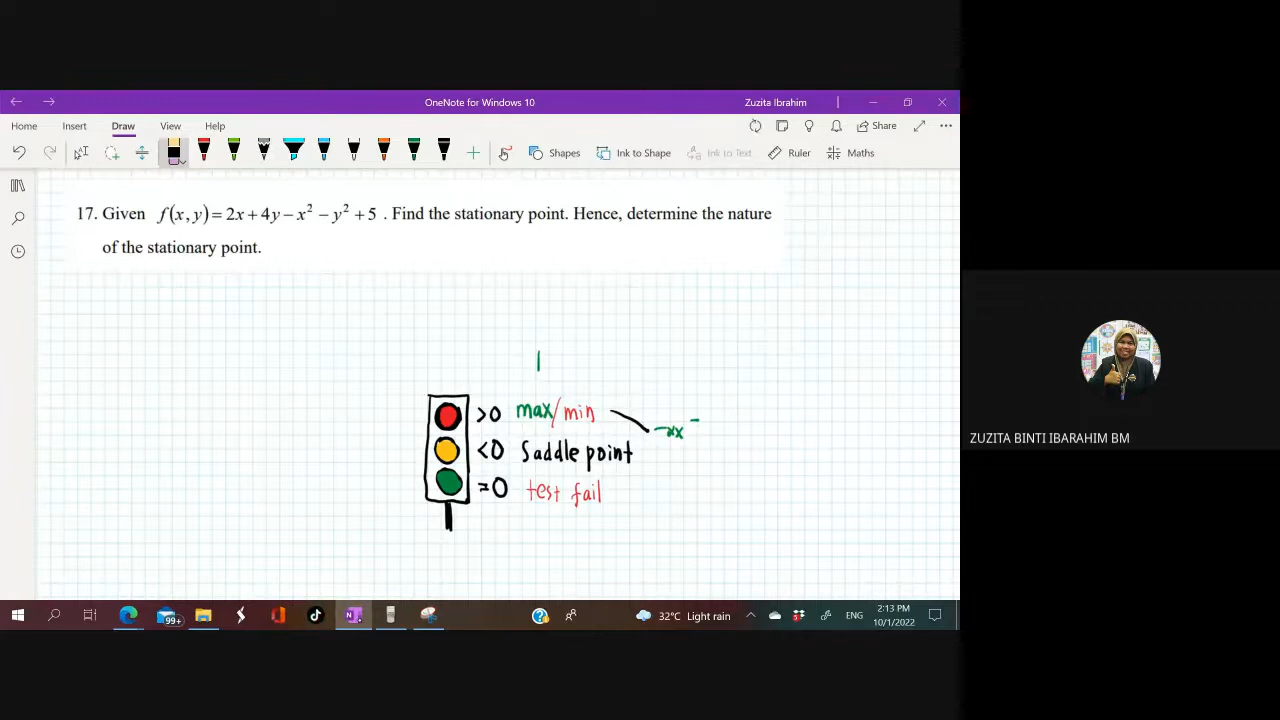 OneNote for Windows 10
Zuzita Ibrahim
Home Insert Draw View Help
Share
Shapes Ink to Shape Ink to Text Ruler Maths
17. Given f(x,y)=2x+4y−x²−y²+5 . Find the stationary point. Hence, determine the nature
of the stationary point.
>0 max/min
<0 Saddle point
=0 test fail
ZUZITA BINTI IBARAHIM BM
99+
5
32°C Light rain
ENG
2:13 PM
10/1/2022